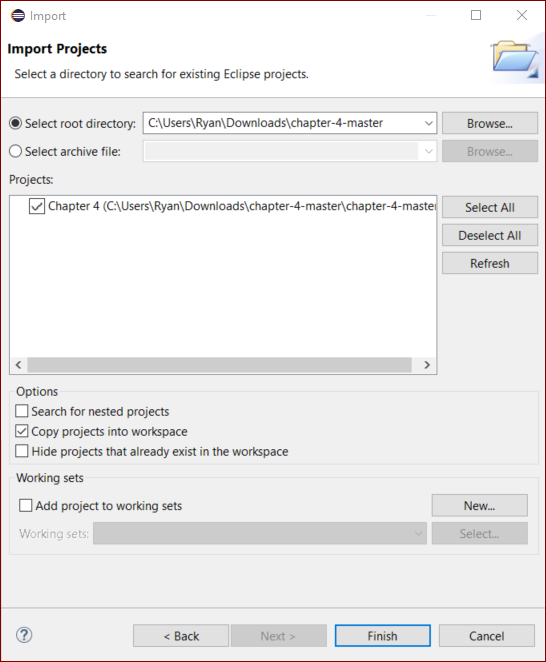 Import
Import Projects
Select a directory to search for existing Eclipse projects.
Select root directory: C:\Users\Ryan\Downloads\chapter-4-master Browse...
Select archive file: Browse...
Projects:
Chapter 4 (C:\Users\Ryan\Downloads\chapter-4-master\chapter-4-master
Select All
Deselect All
Refresh
Options
Search for nested projects
Copy projects into workspace
Hide projects that already exist in the workspace
Working sets
Add project to working sets New...
Working sets: Select...
? < Back Next > Finish Cancel